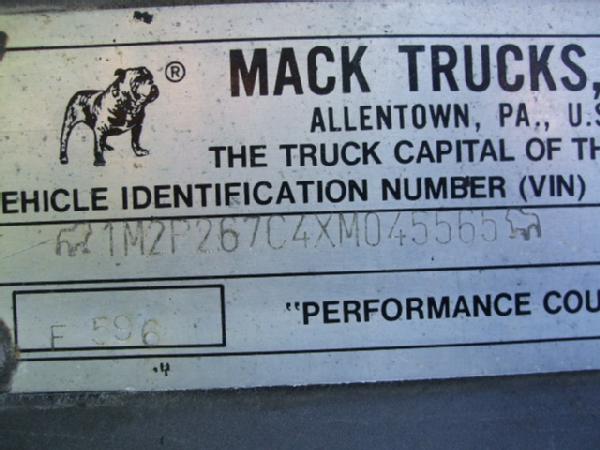 ®
MACK TRUCKS,
ALLENTOWN, PA., U.S
THE TRUCK CAPITAL OF TH
EHICLE IDENTIFICATION NUMBER (VIN)
1M2P267C4XM045565
F 596
"PERFORMANCE COU